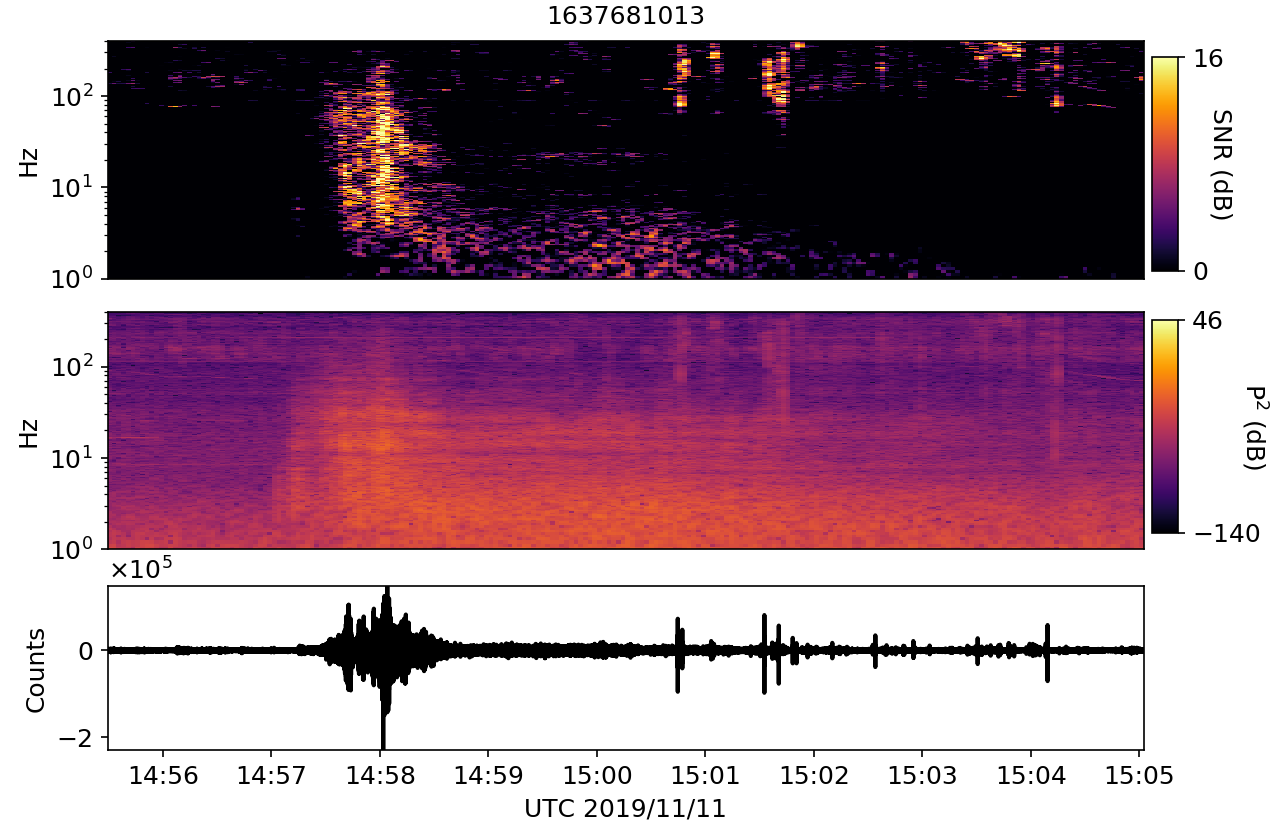 1637681013
10²
10¹
10⁰
Hz
16
0
SNR (dB)
10²
10¹
10⁰
Hz
46
−140
P² (dB)
×10⁵
0
−2
Counts
14:56 14:57 14:58 14:59 15:00 15:01 15:02 15:03 15:04 15:05
UTC 2019/11/11